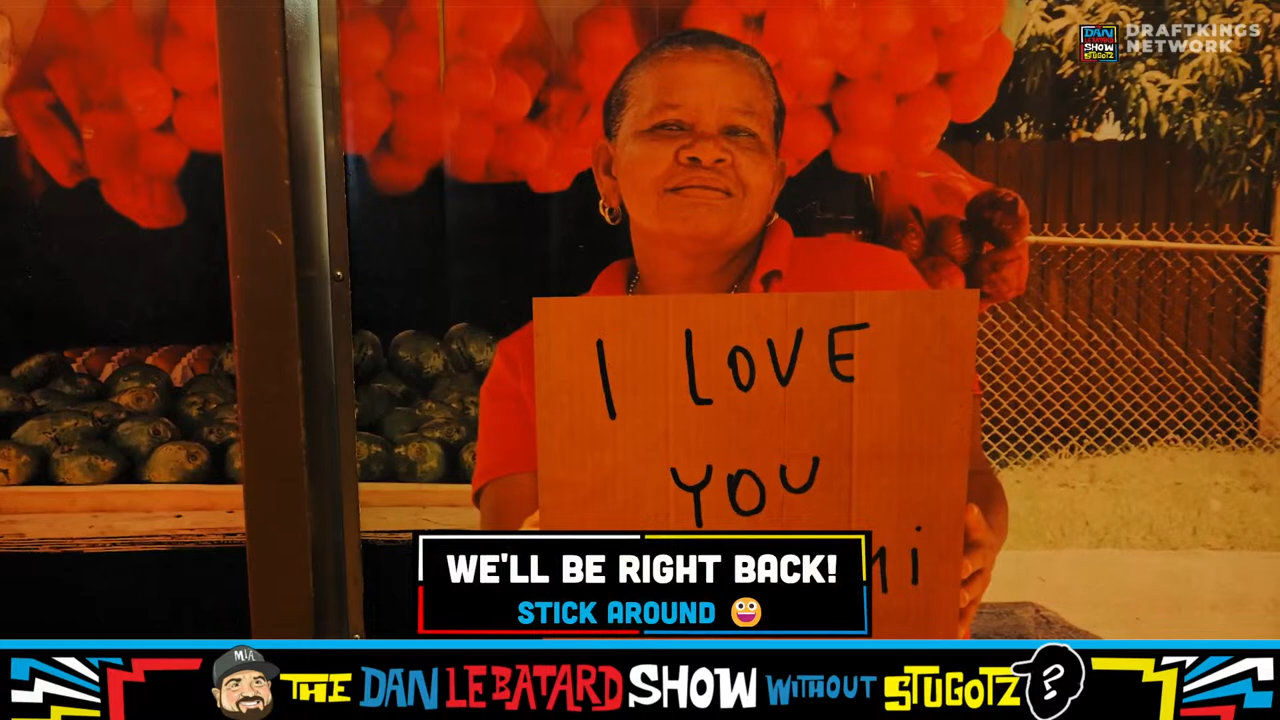 DAN
LE BATARD
SHOW
STUGOTZ
DRAFTKINGS
NETWORK
I LOVE
YOU
WE'LL BE RIGHT BACK!
STICK AROUND
MIA
THE DAN LE BATARD SHOW WITHOUT STUGOTZ ?